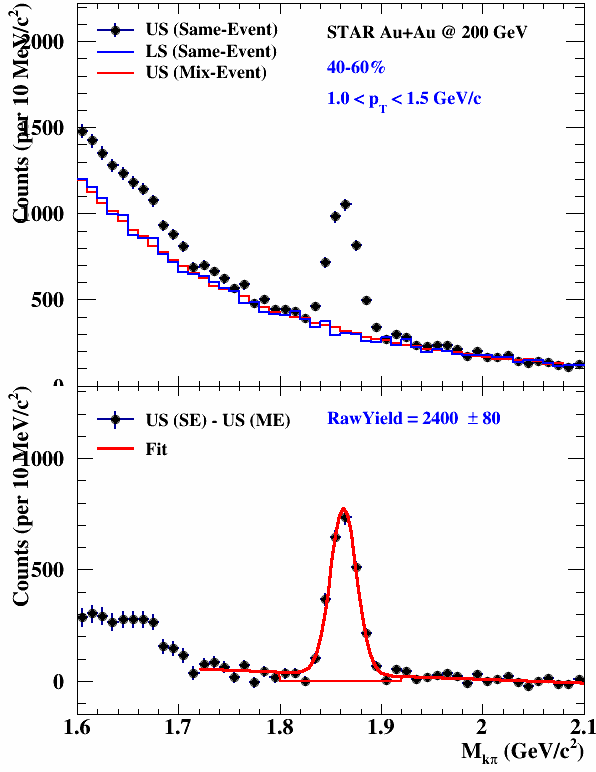 Counts (per 10 MeV/c²)
2000
1500
1000
500
0
US (Same-Event)
LS (Same-Event)
US (Mix-Event)
STAR Au+Au @ 200 GeV
40-60%
1.0 < p_T < 1.5 GeV/c
Counts (per 10 MeV/c²)
1000
500
0
US (SE) - US (ME)
Fit
RawYield = 2400 ± 80
1.6 1.7 1.8 1.9 2 2.1
M_kπ (GeV/c²)